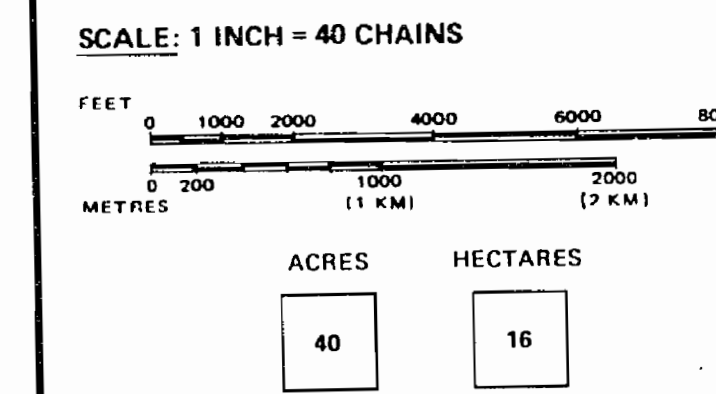 SCALE: 1 INCH = 40 CHAINS
FEET
0 1000 2000 4000 6000
0 200 1000 2000
METRES (1 KM) (2 KM)
ACRES HECTARES
40 16